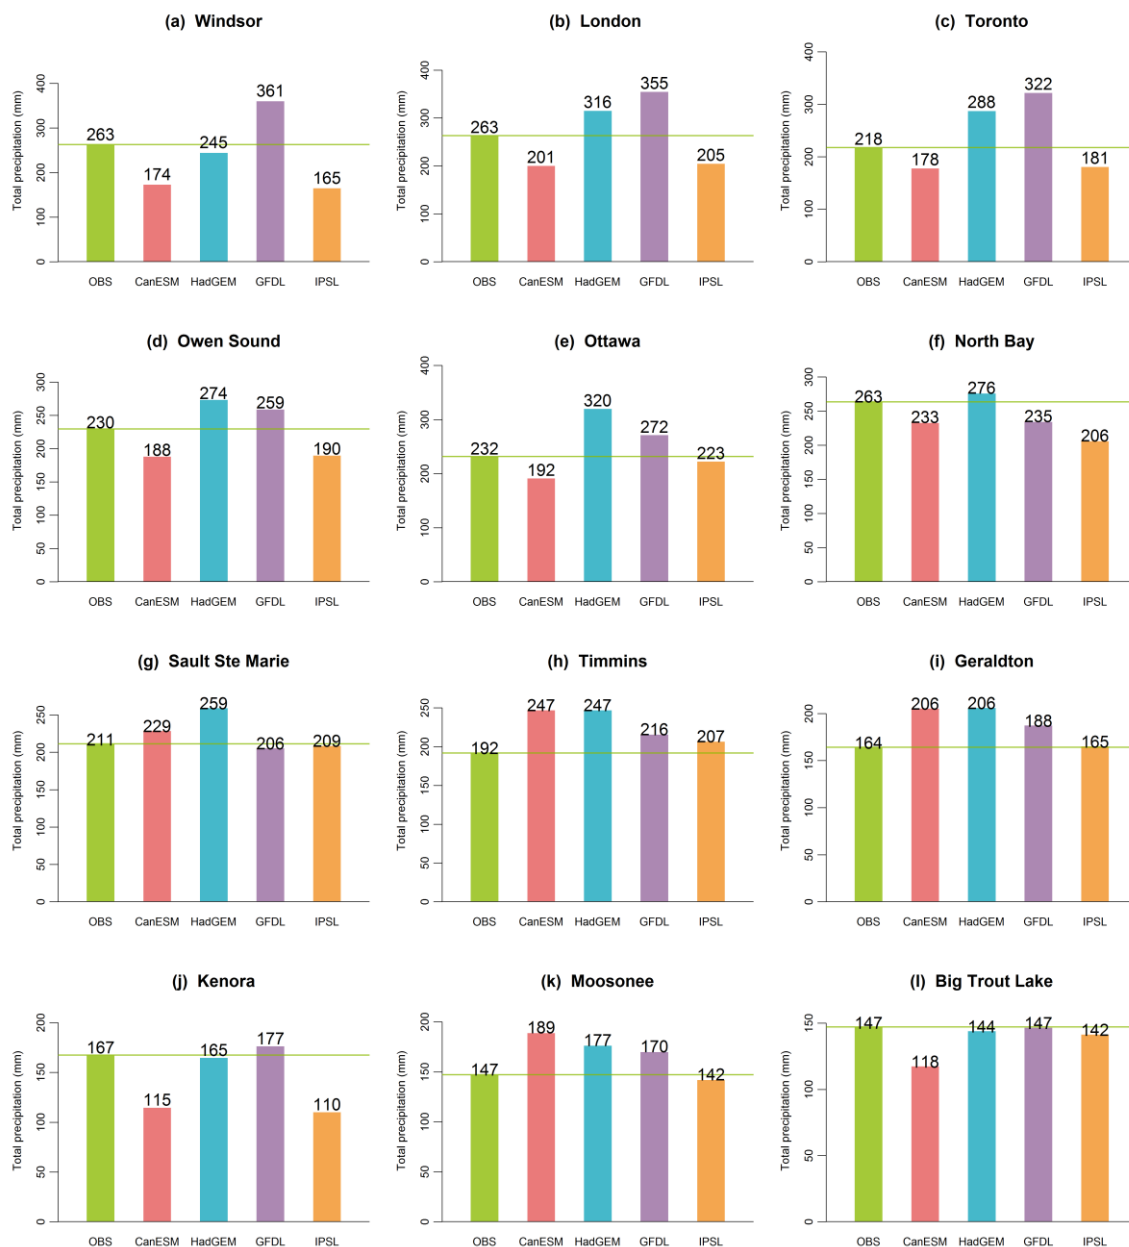 (a) Windsor
Total precipitation (mm)
0 100 200 300 400
263 174 245 361 165
OBS CanESM HadGEM GFDL IPSL
(b) London
Total precipitation (mm)
0 100 200 300 400
263 201 316 355 205
OBS CanESM HadGEM GFDL IPSL
(c) Toronto
Total precipitation (mm)
0 100 200 300 400
218 178 288 322 181
OBS CanESM HadGEM GFDL IPSL
(d) Owen Sound
Total precipitation (mm)
0 50 100 150 200 250 300
230 188 274 259 190
OBS CanESM HadGEM GFDL IPSL
(e) Ottawa
Total precipitation (mm)
0 100 200 300 400
232 192 320 272 223
OBS CanESM HadGEM GFDL IPSL
(f) North Bay
Total precipitation (mm)
0 50 100 150 200 250 300
263 233 276 235 206
OBS CanESM HadGEM GFDL IPSL
(g) Sault Ste Marie
Total precipitation (mm)
0 50 100 150 200 250
211 229 259 206 209
OBS CanESM HadGEM GFDL IPSL
(h) Timmins
Total precipitation (mm)
0 50 100 150 200 250
192 247 247 216 207
OBS CanESM HadGEM GFDL IPSL
(i) Geraldton
Total precipitation (mm)
0 50 100 150 200
164 206 206 188 165
OBS CanESM HadGEM GFDL IPSL
(j) Kenora
Total precipitation (mm)
0 50 100 150 200
167 115 165 177 110
OBS CanESM HadGEM GFDL IPSL
(k) Moosonee
Total precipitation (mm)
0 50 100 150 200
147 189 177 170 142
OBS CanESM HadGEM GFDL IPSL
(l) Big Trout Lake
Total precipitation (mm)
0 50 100 150
147 118 144 147 142
OBS CanESM HadGEM GFDL IPSL